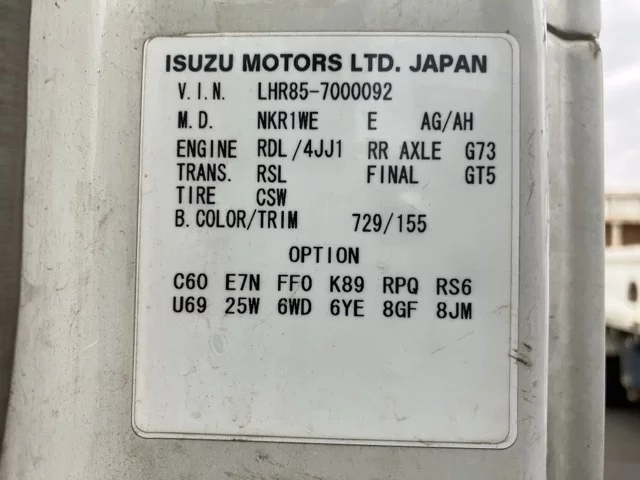 ISUZU MOTORS LTD. JAPAN
V.I.N. LHR85-7000092
M.D. NKR1WE E AG/AH
ENGINE RDL/4JJ1 RR AXLE G73
TRANS. RSL FINAL GT5
TIRE CSW
B.COLOR/TRIM 729/155
OPTION
C60 E7N FF0 K89 RPQ RS6
U69 25W 6WD 6YE 8GF 8JM